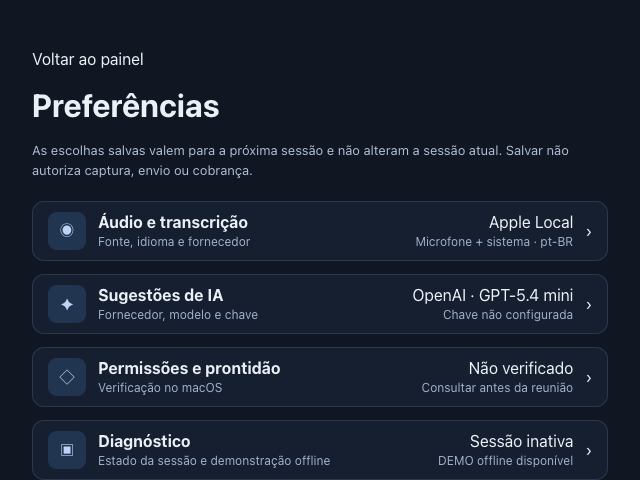 Voltar ao painel
Preferências
As escolhas salvas valem para a próxima sessão e não alteram a sessão atual. Salvar não
autoriza captura, envio ou cobrança.
Áudio e transcrição
Apple Local
Fonte, idioma e fornecedor
Microfone + sistema · pt-BR
Sugestões de IA
OpenAI · GPT-5.4 mini
Fornecedor, modelo e chave
Chave não configurada
Permissões e prontidão
Não verificado
Verificação no macOS
Consultar antes da reunião
Diagnóstico
Sessão inativa
Estado da sessão e demonstração offline
DEMO offline disponível